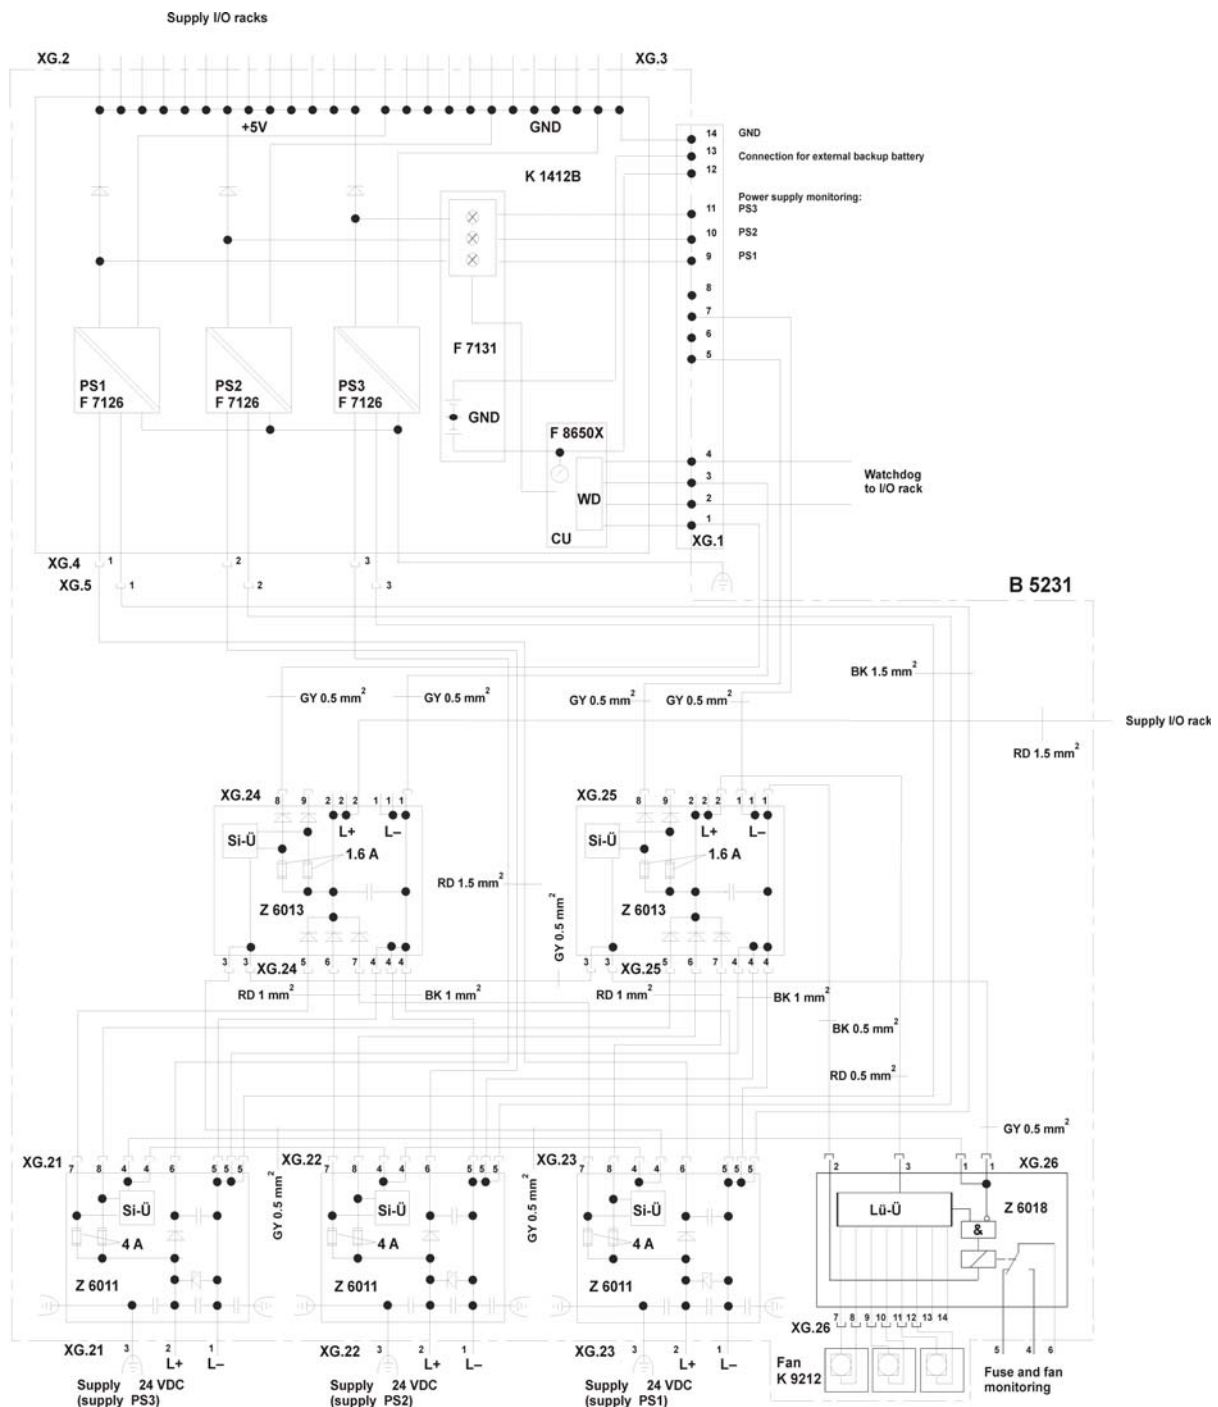 Supply I/O racks
XG.2
XG.3
+5V
GND
14 GND
13 Connection for external backup battery
12
K 1412B
Power supply monitoring:
11 PS3
10 PS2
9 PS1
8
7
6
5
F 7131
PS1
F 7126
PS2
F 7126
PS3
F 7126
GND
F 8650X
WD
CU
4
3
2
1
XG.1
Watchdog
to I/O rack
XG.4 1 2 3
XG.5 1 2 3
B 5231
BK 1.5 mm²
GY 0.5 mm² GY 0.5 mm² GY 0.5 mm² GY 0.5 mm²
Supply I/O rack
RD 1.5 mm²
XG.24 8 9 2 2 2 1 1 1
XG.25 8 9 2 2 2 1 1 1
Si-Ü L+ L–
1.6 A
Z 6013
Si-Ü L+ L–
1.6 A
Z 6013
RD 1.5 mm²
GY 0.5 mm²
3 3 XG.24 5 6 7 4 4 4
3 3 XG.25 5 6 7 4 4 4
RD 1 mm² BK 1 mm² RD 1 mm² BK 1 mm²
BK 0.5 mm²
RD 0.5 mm²
GY 0.5 mm²
XG.21 7 8 4 4 6 5 5 5
XG.22 7 8 4 4 6 5 5 5
XG.23 7 8 4 4 6 5 5 5
2 3 1 1 XG.26
Si-Ü
4 A
Z 6011
GY 0.5 mm²
Si-Ü
4 A
Z 6011
GY 0.5 mm²
Si-Ü
4 A
Z 6011
Lü-Ü
&
Z 6018
XG.26 7 8 9 10 11 12 13 14
5 4 6
XG.21 3 2 L+ 1 L–
XG.22 3 2 L+ 1 L–
XG.23 3 2 L+ 1 L–
Supply 24 VDC
(supply PS3)
Supply 24 VDC
(supply PS2)
Supply 24 VDC
(supply PS1)
Fan
K 9212
Fuse and fan
monitoring